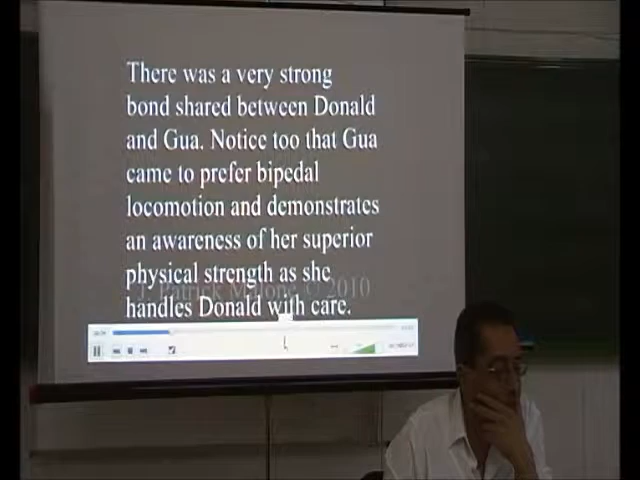 There was a very strong
bond shared between Donald
and Gua. Notice too that Gua
came to prefer bipedal
locomotion and demonstrates
an awareness of her superior
physical strength as she
J. Patrick Malone © 2010
handles Donald with care.